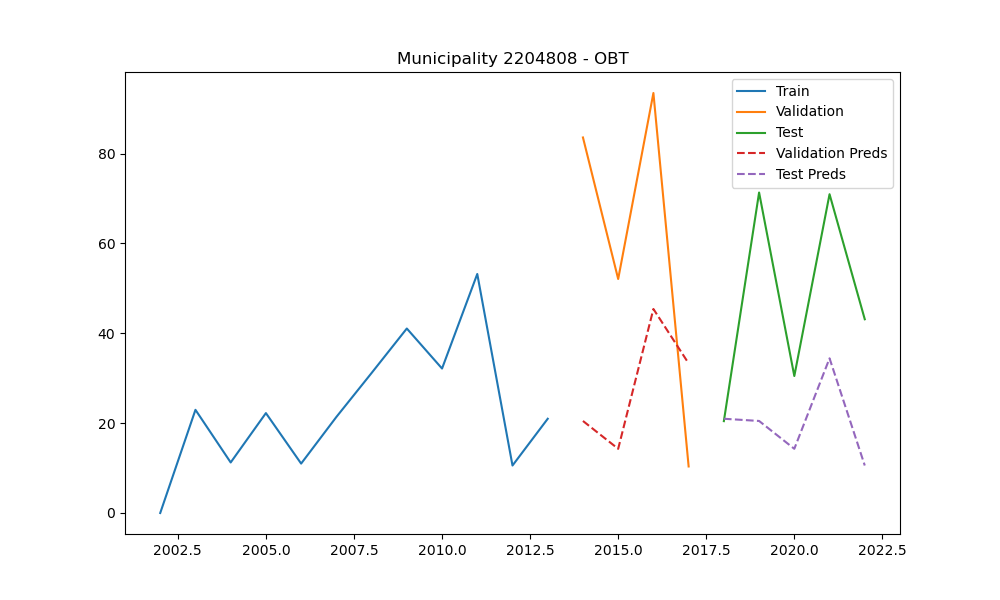 Municipality 2204808 - OBT
Train
Validation
Test
Validation Preds
Test Preds
80
60
40
20
0
2002.5 2005.0 2007.5 2010.0 2012.5 2015.0 2017.5 2020.0 2022.5